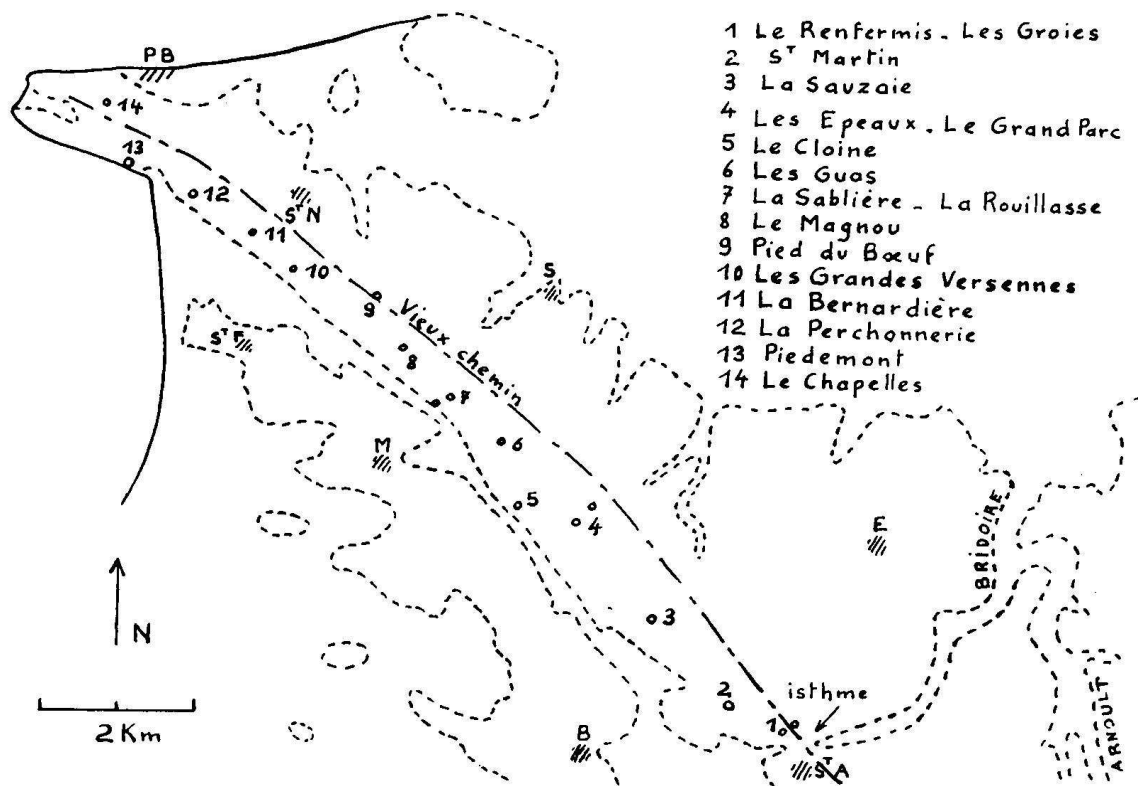 1 Le Renfermis - Les Groies
2 Sᵀ Martin
3 La Sauzaie
4 Les Epeaux - Le Grand Parc
5 Le Cloine
6 Les Guas
7 La Sablière - La Rouillasse
8 Le Magnou
9 Pied du Bœuf
10 Les Grandes Versennes
11 La Bernardière
12 La Perchonnerie
13 Piedemont
14 Le Chapelles
PB
14
13
12
Sᵀ N
11
10
S
9
Vieux chemin
Sᵀ F
8
7
M
6
5
4
E
BRIDOIRE
N
3
2
isthme
1
2 Km
B
Sᵀ A
ARNOULT